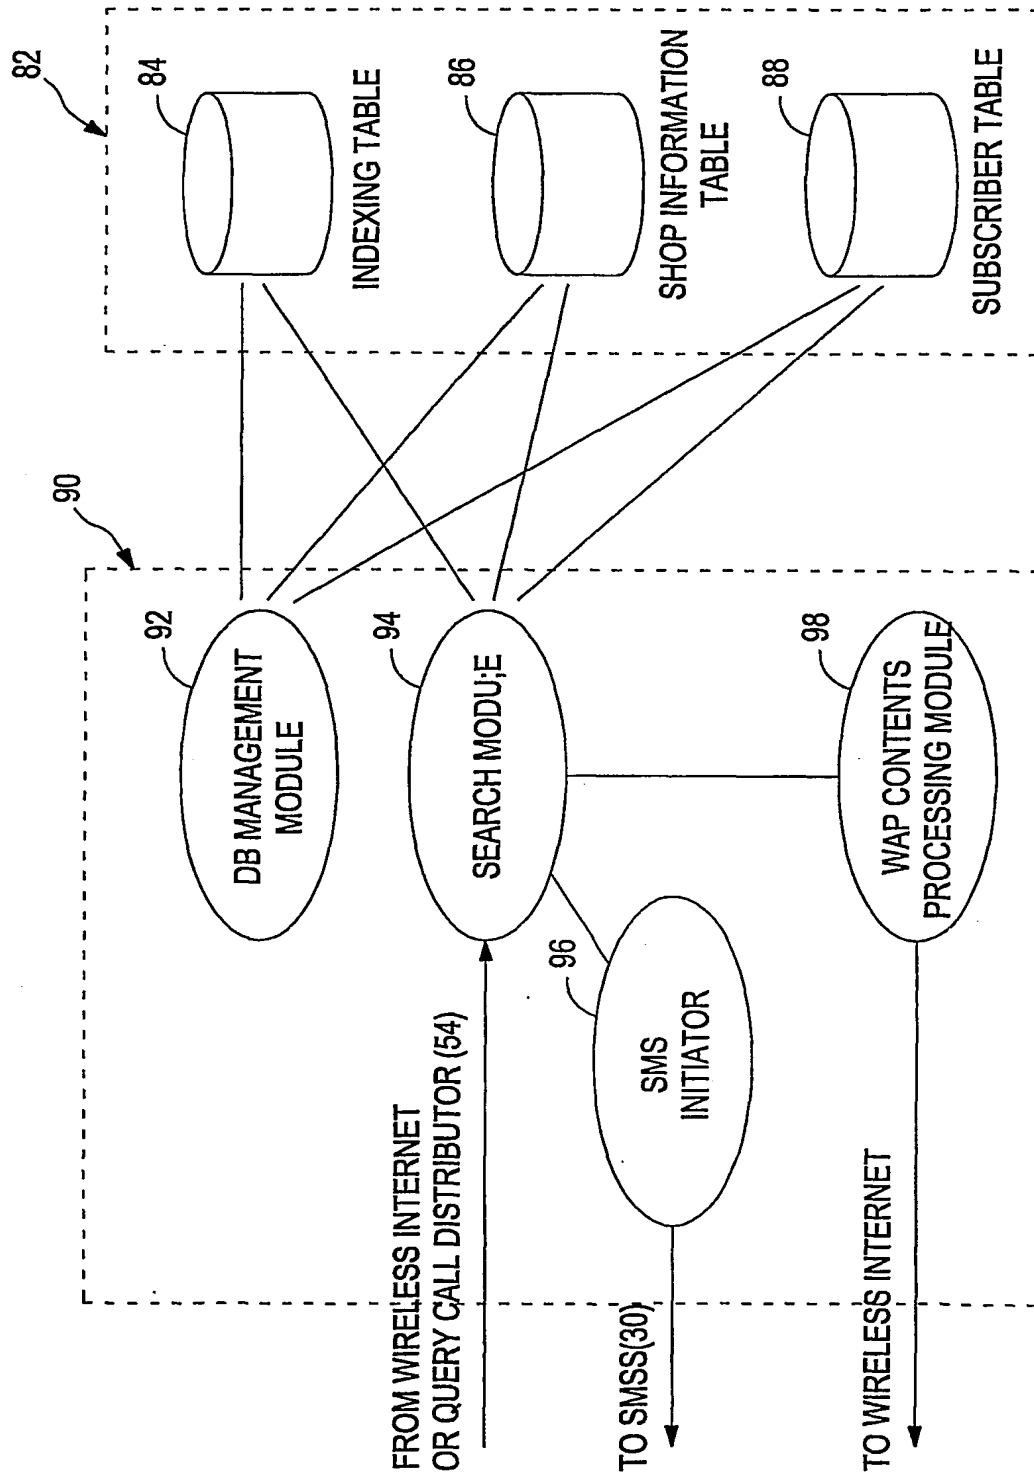 90
82
92
DB MANAGEMENT
MODULE
84
INDEXING TABLE
FROM WIRELESS INTERNET
OR QUERY CALL DISTRIBUTOR (54)
94
SEARCH MODU;E
86
SHOP INFORMATION
TABLE
96
SMS
INITIATOR
TO SMSS(30)
88
SUBSCRIBER TABLE
98
WAP CONTENTS
PROCESSING MODULE
TO WIRELESS INTERNET